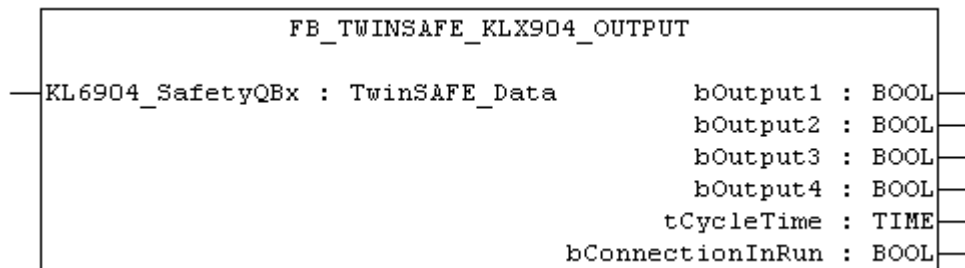 FB_TWINSAFE_KLX904_OUTPUT
KL6904_SafetyQBx : TwinSAFE_Data bOutput1 : BOOL
bOutput2 : BOOL
bOutput3 : BOOL
bOutput4 : BOOL
tCycleTime : TIME
bConnectionInRun : BOOL